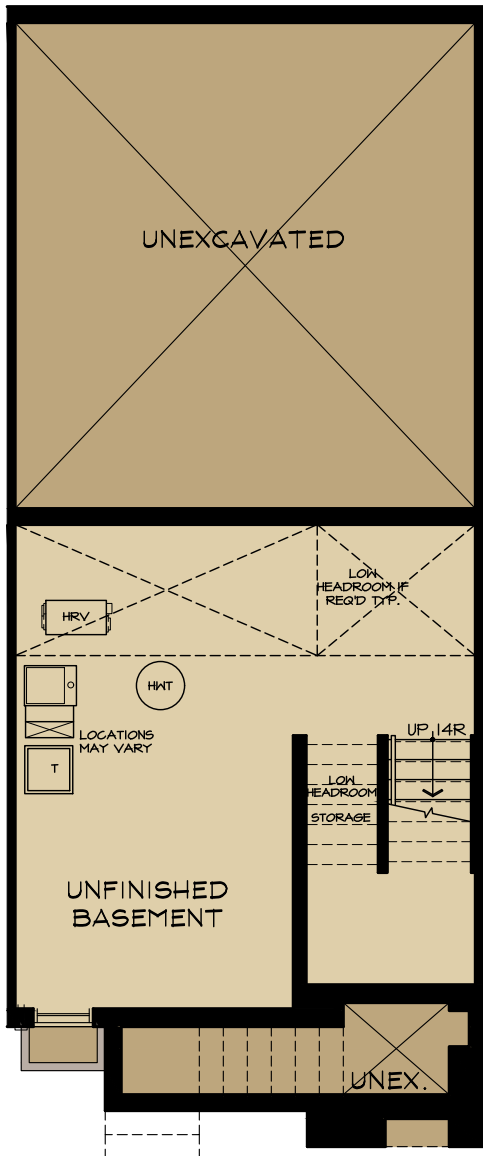 UNEXCAVATED
LOW
HEADROOM IF
REQ'D TYP.
HRV
HWT
LOCATIONS
MAY VARY
T
UP 14R
LOW
HEADROOM
STORAGE
UNFINISHED
BASEMENT
UNEX.